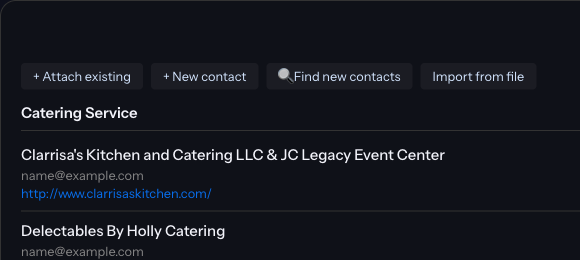 + Attach existing
+ New contact
Find new contacts
Import from file
Catering Service
Clarrisa's Kitchen and Catering LLC & JC Legacy Event Center
name@example.com
http://www.clarrisaskitchen.com/
Delectables By Holly Catering
name@example.com